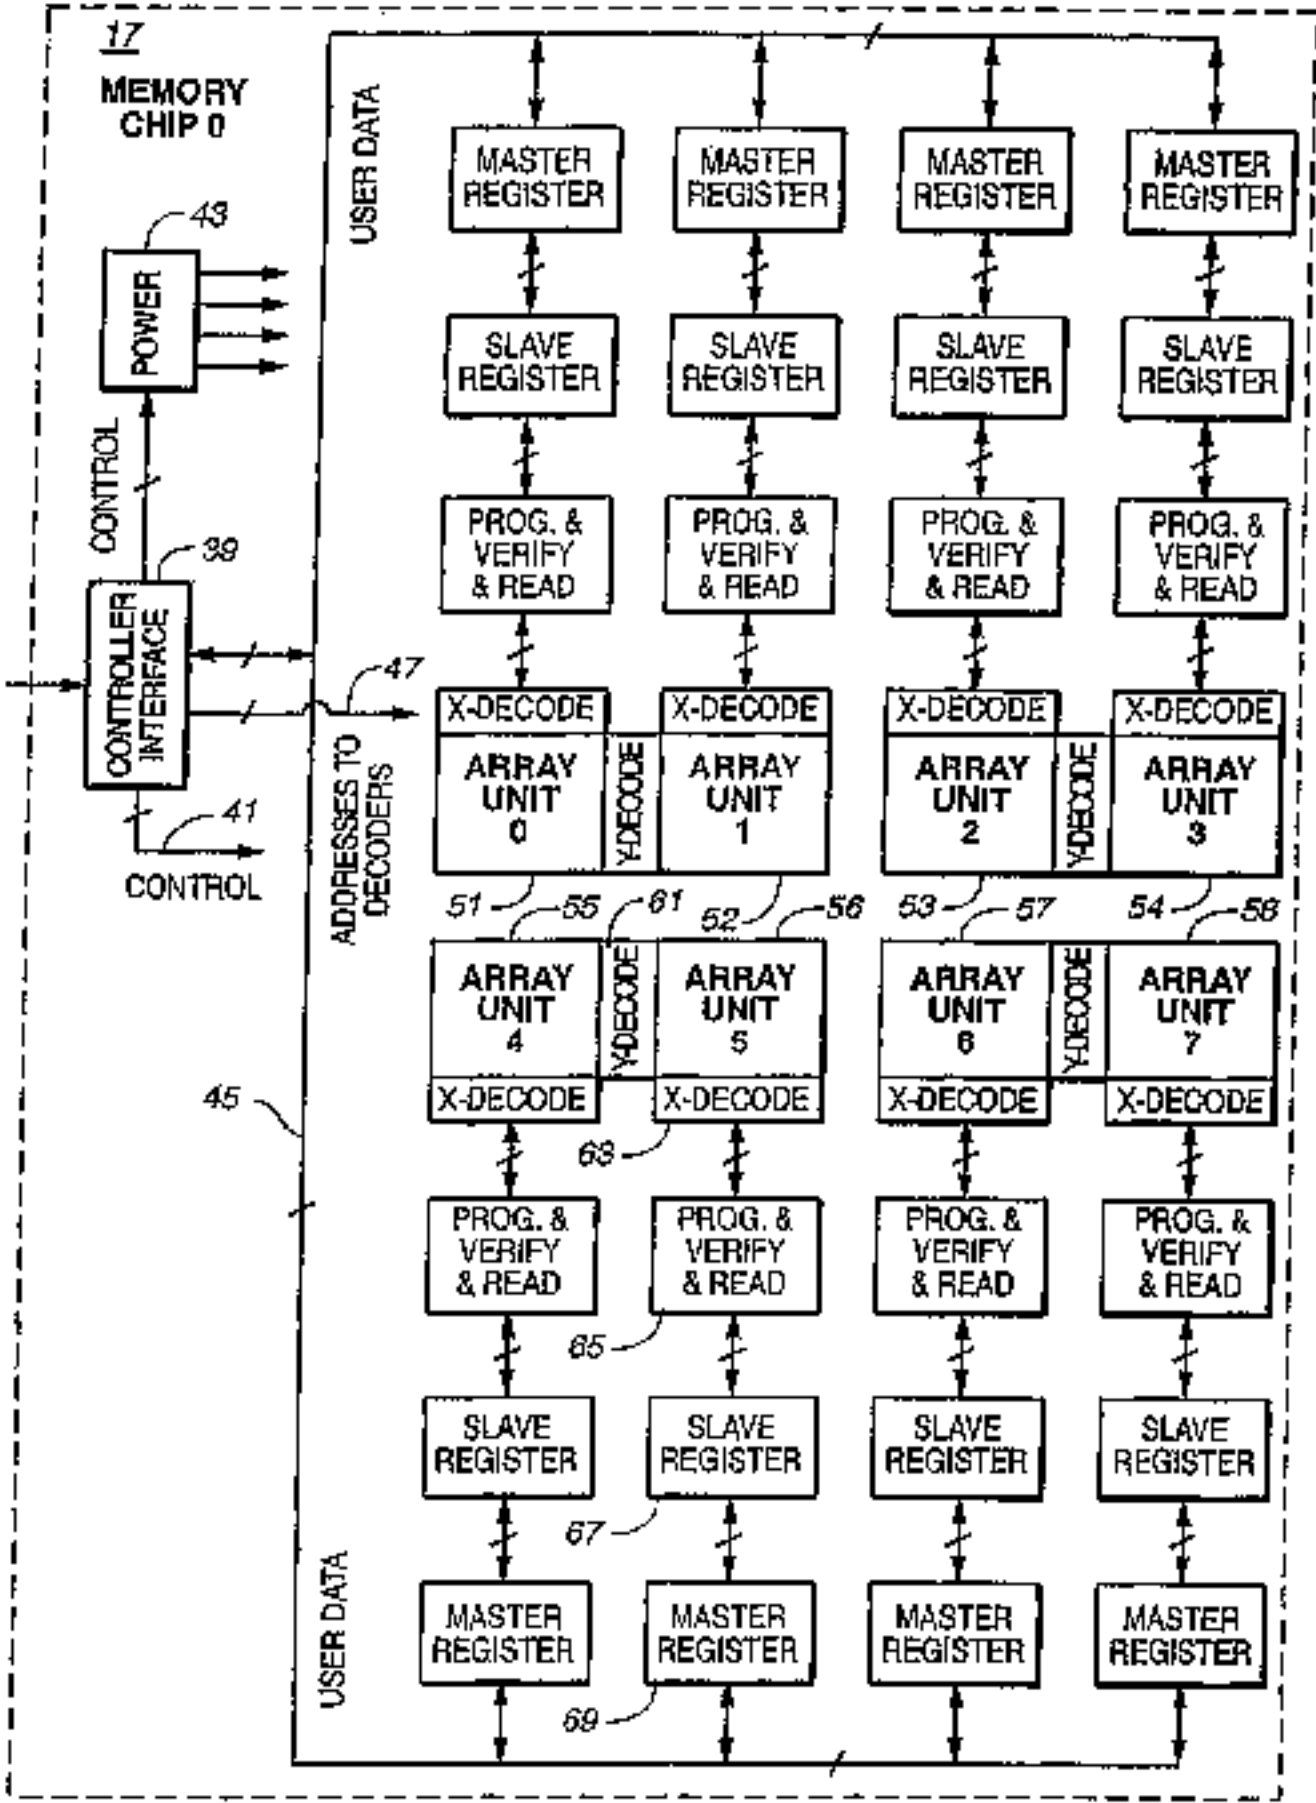 17
MEMORY
CHIP 0
USER DATA
MASTER
REGISTER
MASTER
REGISTER
MASTER
REGISTER
MASTER
REGISTER
43
POWER
SLAVE
REGISTER
SLAVE
REGISTER
SLAVE
REGISTER
SLAVE
REGISTER
CONTROL
PROG. &
VERIFY
& READ
PROG. &
VERIFY
& READ
PROG. &
VERIFY
& READ
PROG. &
VERIFY
& READ
39
CONTROLLER
INTERFACE
47
X-DECODE
X-DECODE
X-DECODE
X-DECODE
ADDRESSES TO
DECODERS
ARRAY
UNIT
0
Y-DECODE
ARRAY
UNIT
1
ARRAY
UNIT
2
Y-DECODE
ARRAY
UNIT
3
41
CONTROL
51
55
61
52
56
53
57
54
58
ARRAY
UNIT
4
Y-DECODE
ARRAY
UNIT
5
ARRAY
UNIT
6
Y-DECODE
ARRAY
UNIT
7
45
X-DECODE
X-DECODE
X-DECODE
X-DECODE
63
PROG. &
VERIFY
& READ
PROG. &
VERIFY
& READ
PROG. &
VERIFY
& READ
PROG. &
VERIFY
& READ
65
SLAVE
REGISTER
SLAVE
REGISTER
SLAVE
REGISTER
SLAVE
REGISTER
67
USER DATA
MASTER
REGISTER
MASTER
REGISTER
MASTER
REGISTER
MASTER
REGISTER
69